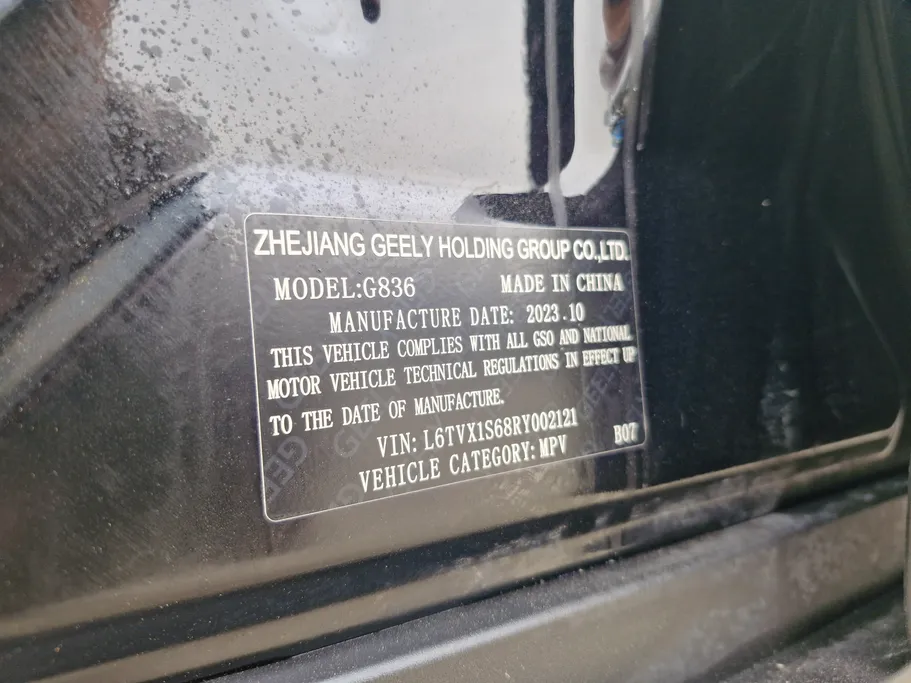 ZHEJIANG GEELY HOLDING GROUP CO.,LTD.
MODEL:G836 MADE IN CHINA
MANUFACTURE DATE: 2023.10
THIS VEHICLE COMPLIES WITH ALL GSO AND NATIONAL
MOTOR VEHICLE TECHNICAL REGULATIONS IN EFFECT UP
TO THE DATE OF MANUFACTURE.
VIN: L6TVX1S68RY002121
VEHICLE CATEGORY: MPV B07